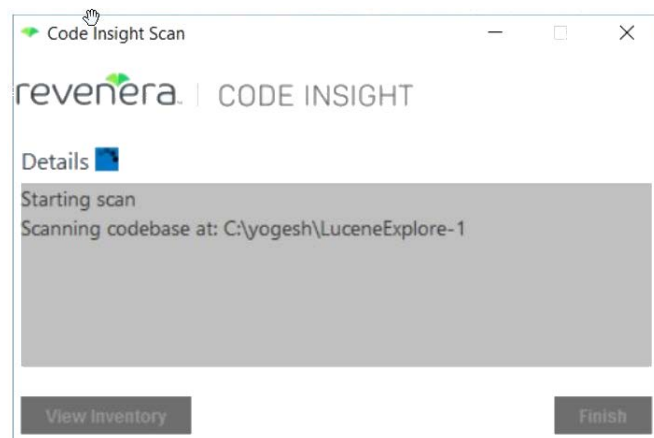 Code Insight Scan
revenera. | CODE INSIGHT
Details
Starting scan
Scanning codebase at: C:\yogesh\LuceneExplore-1
View Inventory
Finish